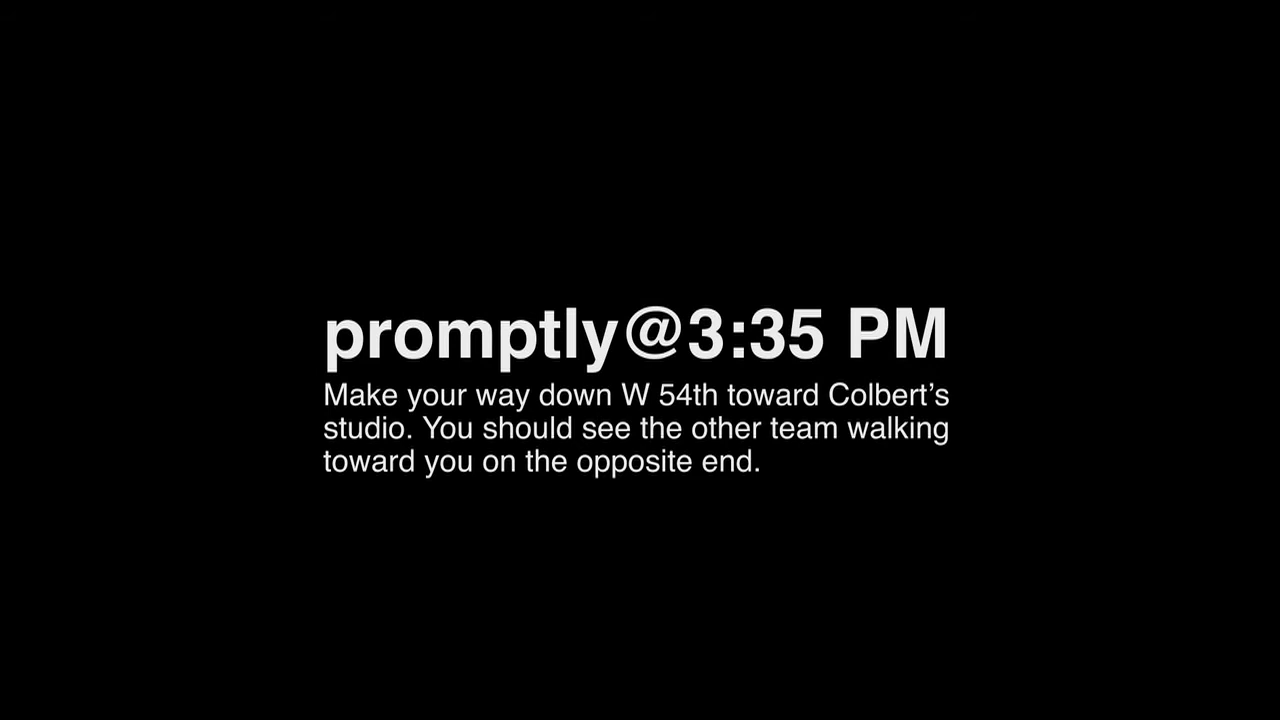 promptly@3:35 PM
Make your way down W 54th toward Colbert’s
studio. You should see the other team walking
toward you on the opposite end.